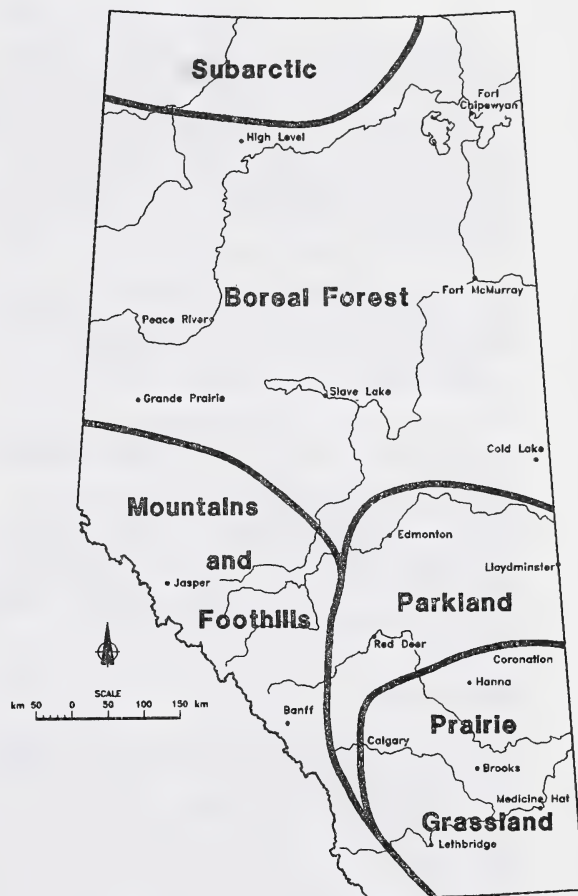 Subarctic
Fort
Chipewyan
High Level
Boreal Forest
Fort McMurray
Peace River
Grande Prairie
Slave Lake
Cold Lake
Mountains
and
Foothills
Jasper
Edmonton
Lloydminster
Parkland
Red Deer
Coronation
Hanna
SCALE
50 0 50 100 150
km km
Banff
Prairie
Calgary
Brooks
Medicine Hat
Grassland
Lethbridge